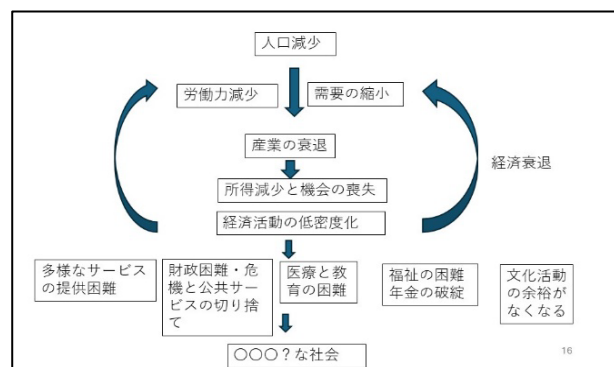 人口減少
労働力減少
需要の縮小
産業の衰退
経済衰退
所得減少と機会の喪失
経済活動の低密度化
多様なサービス
の提供困難
財政困難・危
機と公共サー
ビスの切り捨
て
医療と教
育の困難
福祉の困難
年金の破綻
文化活動
の余裕が
なくなる
〇〇〇?な社会
16